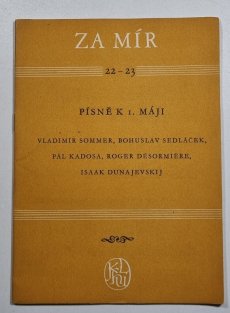 ZA MÍR
22-23
PÍSNĚ K 1. MÁJI
VLADIMÍR SOMMER, BOHUSLAV SEDLÁČEK,
PÁL KADOSA, ROGER DÉSORMIÈRE,
ISAAK DUNAJEVSKIJ